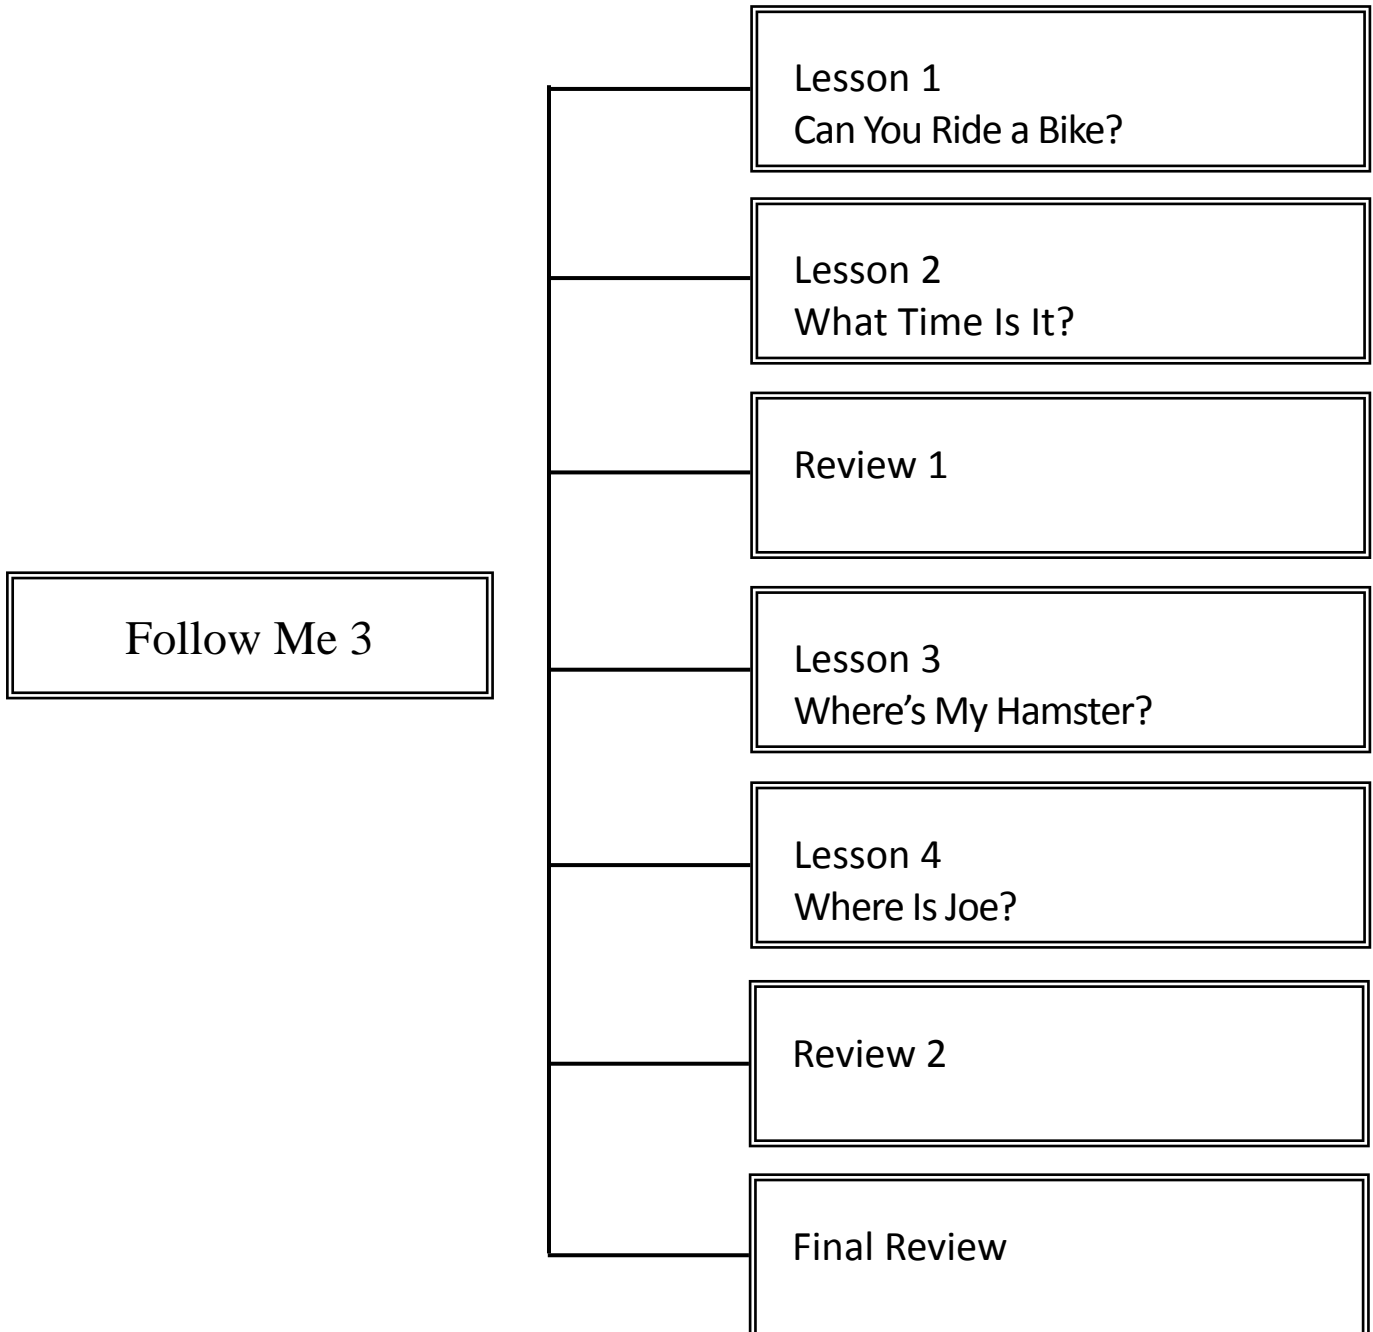 Follow Me 3
Lesson 1
Can You Ride a Bike?
Lesson 2
What Time Is It?
Review 1
Lesson 3
Where’s My Hamster?
Lesson 4
Where Is Joe?
Review 2
Final Review